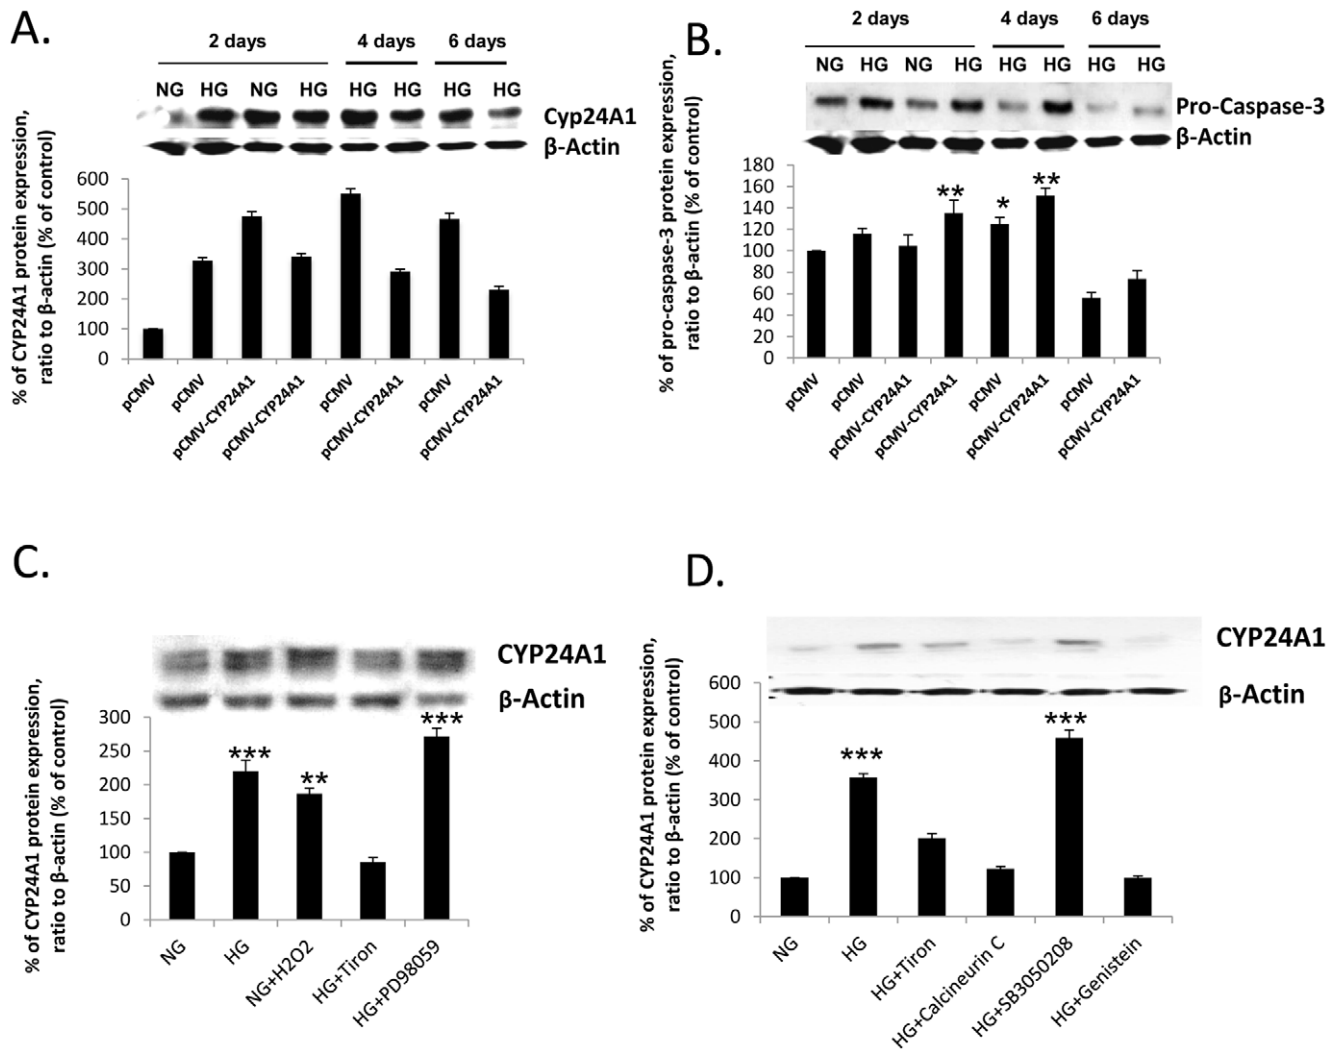 A.
2 days 4 days 6 days
NG HG NG HG HG HG HG HG
Cyp24A1
β-Actin
% of CYP24A1 protein expression,
ratio to β-actin (% of control)
600
500
400
300
200
100
0
pCMV
pCMV
pCMV-CYP24A1
pCMV-CYP24A1
pCMV
pCMV-CYP24A1
pCMV
pCMV-CYP24A1
B.
2 days 4 days 6 days
NG HG NG HG HG HG HG HG
Pro-Caspase-3
β-Actin
% of pro-caspase-3 protein expression,
ratio to β-actin (% of control)
180
160
140
120
100
80
60
40
20
0
**
*
**
pCMV
pCMV
pCMV-CYP24A1
pCMV-CYP24A1
pCMV
pCMV-CYP24A1
pCMV
pCMV-CYP24A1
C.
CYP24A1
β-Actin
% of CYP24A1 protein expression,
ratio to β-actin (% of control)
300
250
200
150
100
50
0
***
**
***
NG
HG
NG+H2O2
HG+Tiron
HG+PD98059
D.
CYP24A1
β-Actin
% of CYP24A1 protein expression,
ratio to β-actin (% of control)
600
500
400
300
200
100
0
***
***
NG
HG
HG+Tiron
HG+Calcineurin C
HG+SB3050208
HG+Genistein